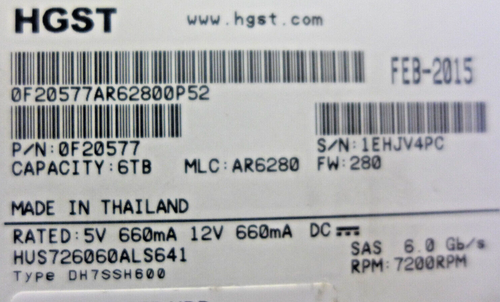 HGST www.hgst.com
FEB-2015
0F20577AR62800P52
P/N:0F20577 S/N:1EHJV4PC
CAPACITY:6TB MLC:AR6280 FW:280
MADE IN THAILAND
RATED:5V 660mA 12V 660mA DC⎓
HUS726060ALS641 SAS 6.0 Gb/s
Type DH7SSH600 RPM:7200RPM